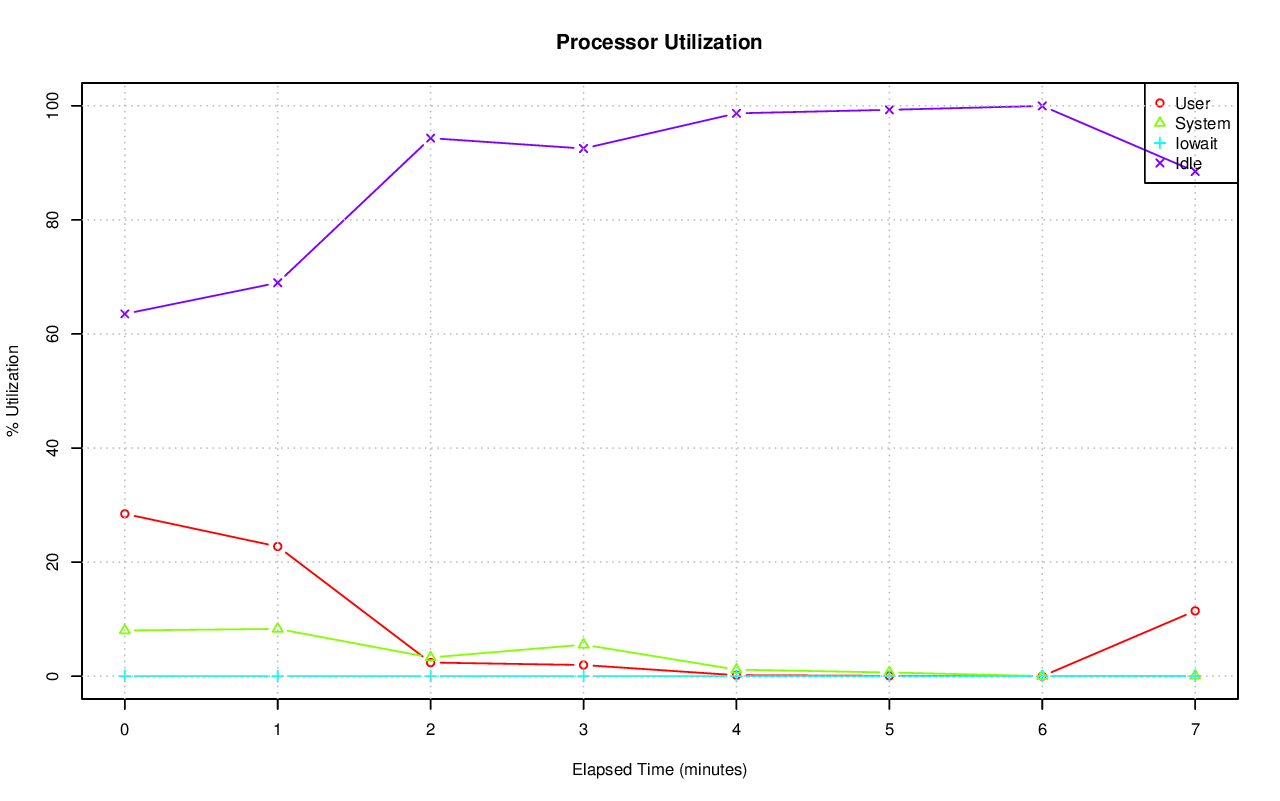 Processor Utilization
% Utilization
100
80
60
40
20
0
User
System
Iowait
Idle
0 1 2 3 4 5 6 7
Elapsed Time (minutes)